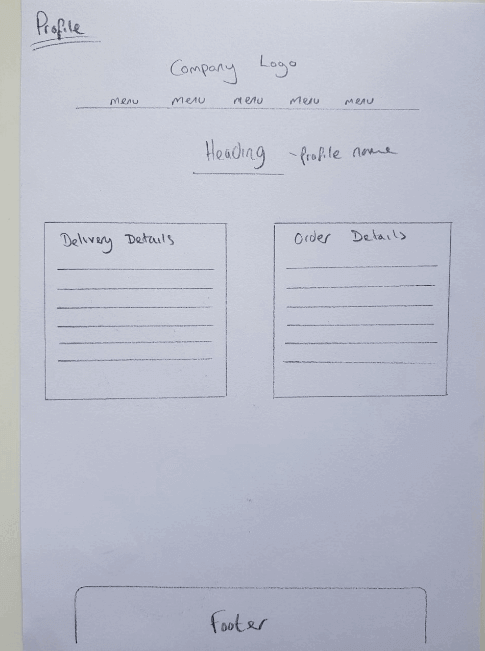 Profile
Company Logo
menu menu menu menu menu
Heading - profile name
Delivery Details
Order Details
Footer